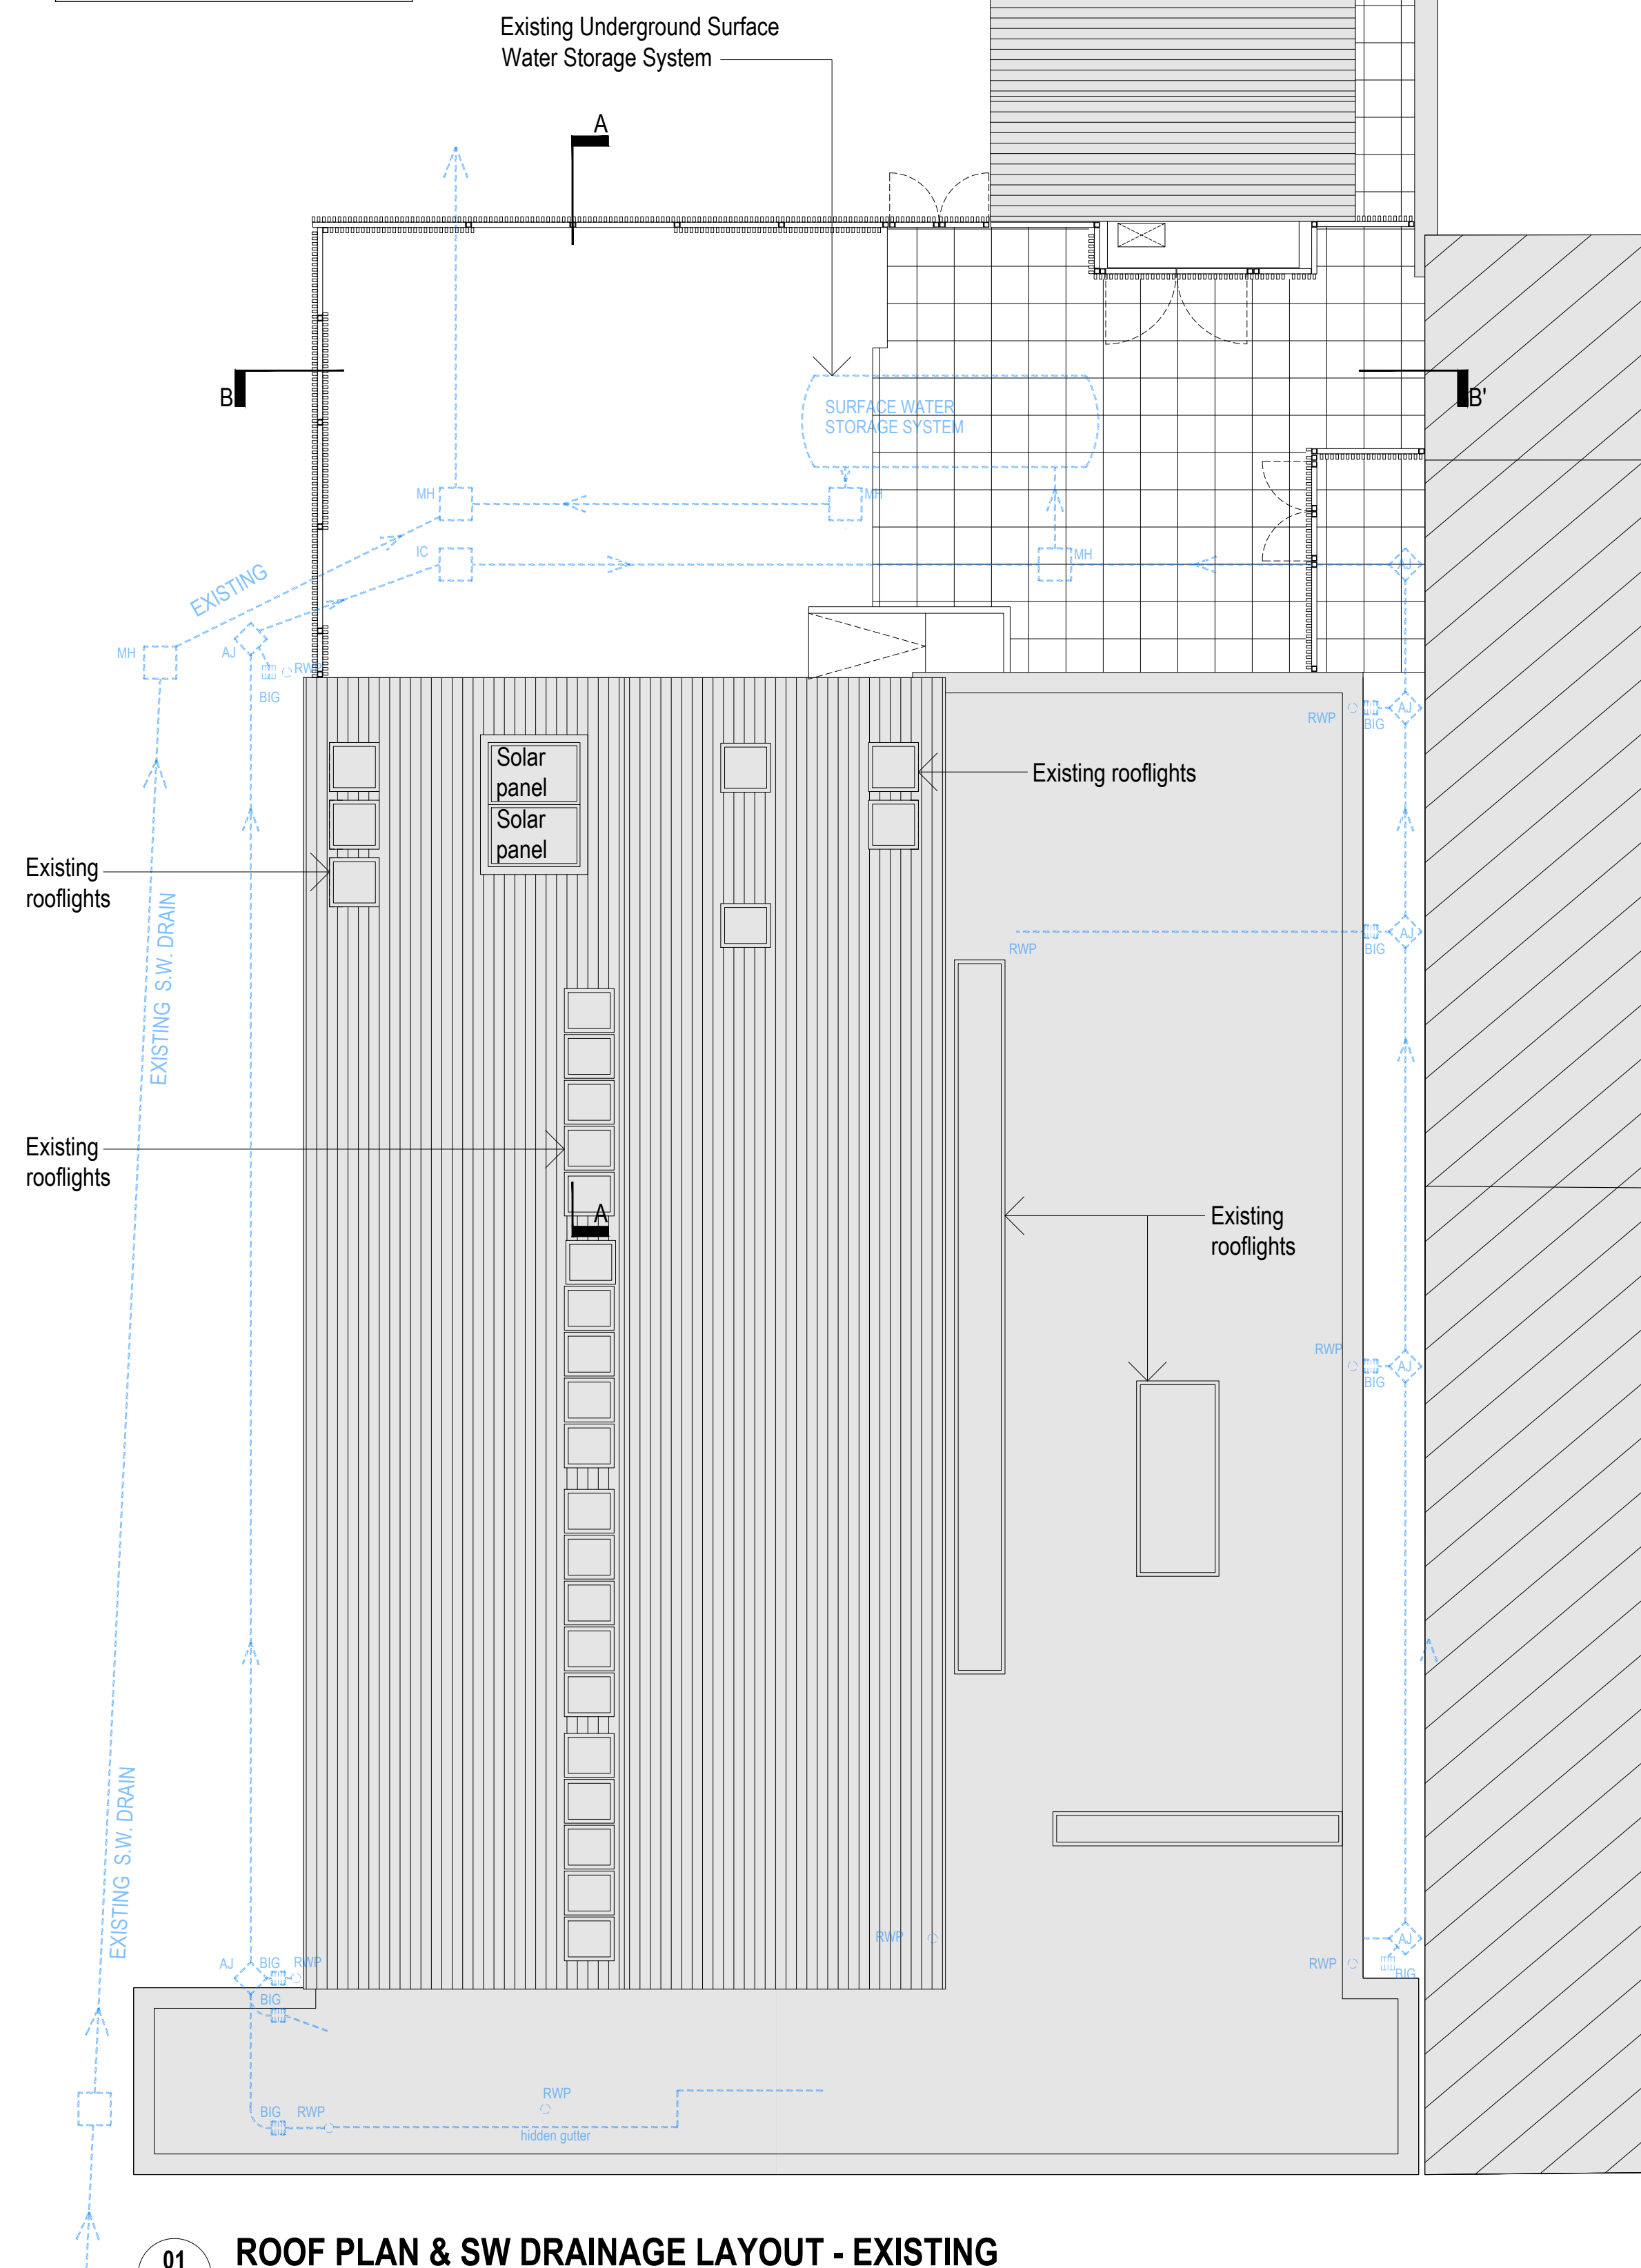 Existing Underground Surface
Water Storage System
A
B
B'
SURFACE WATER
STORAGE SYSTEM
MH
MH
IC
MH
AJ
EXISTING
MH
AJ
RWP
BIG
RWP
BIG
AJ
Solar
panel
Solar
panel
Existing rooflights
Existing
rooflights
EXISTING S.W. DRAIN
RWP
BIG
AJ
Existing
rooflights
A
Existing
rooflights
RWP
BIG
AJ
EXISTING S.W. DRAIN
RWP
AJ
RWP
BIG
AJ
BIG
RWP
BIG
RWP
BIG
RWP
hidden gutter
01
ROOF PLAN & SW DRAINAGE LAYOUT - EXISTING